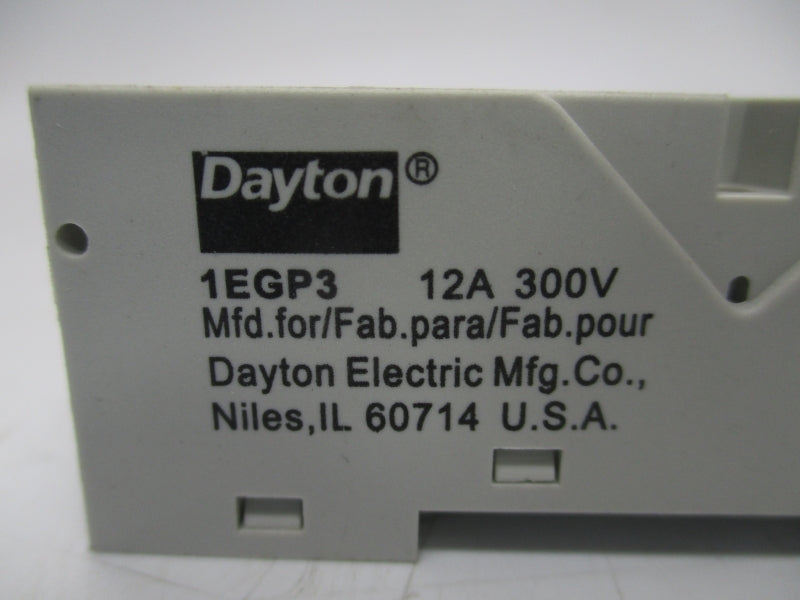 Dayton®
1EGP3 12A 300V
Mfd.for/Fab.para/Fab.pour
Dayton Electric Mfg.Co.,
Niles,IL 60714 U.S.A.